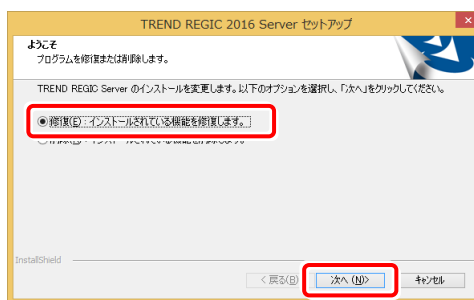 TREND REGIC 2016 Server セットアップ
ようこそ
プログラムを修復または削除します。
TREND REGIC Server のインストールを変更します。以下のオプションを選択し、「次へ」をクリックしてください。
修復(E) : インストールされている機能を修復します。
InstallShield
< 戻る(B)
次へ (N)>
キャンセル